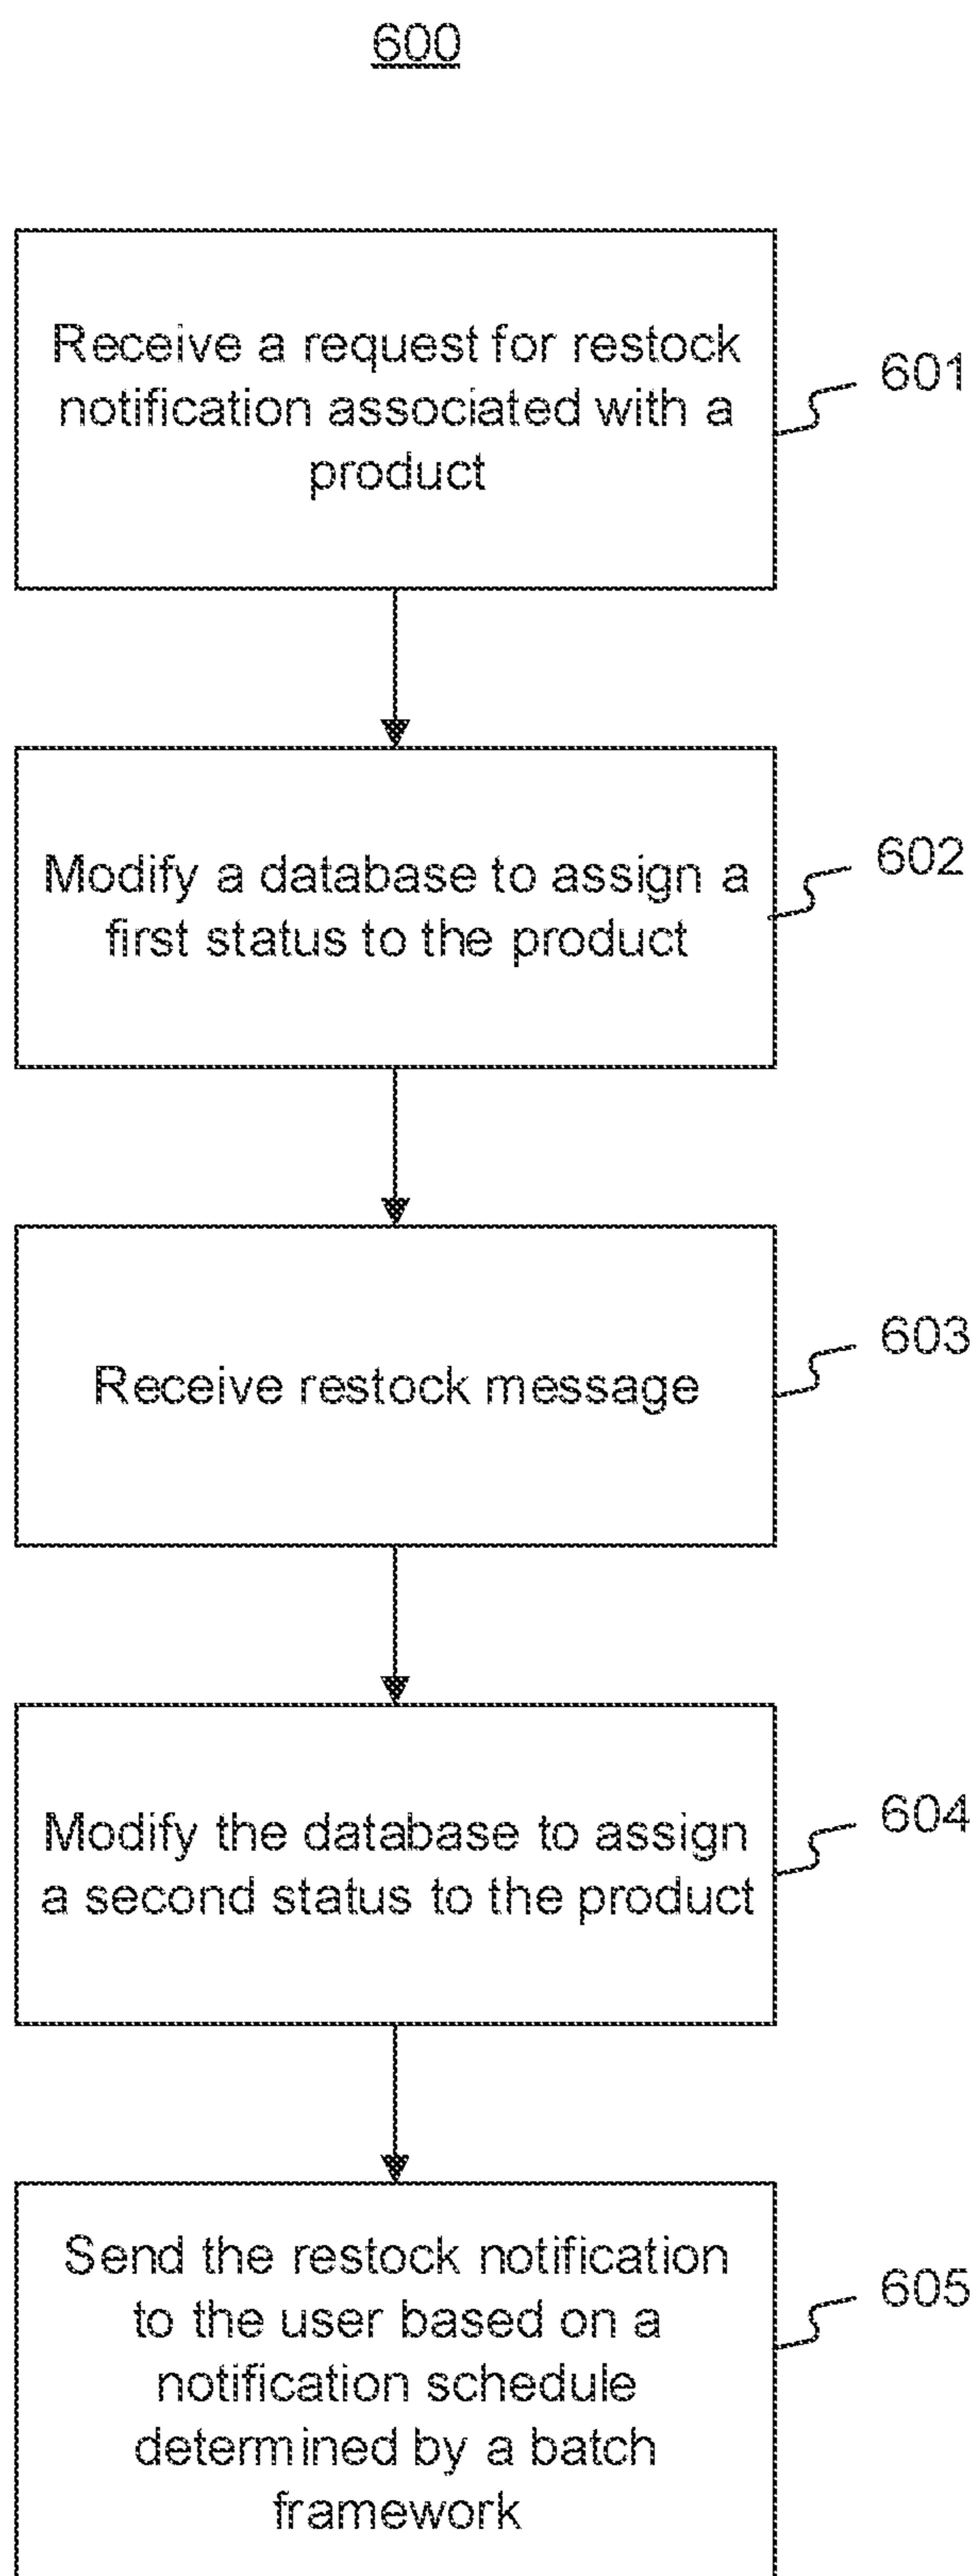 600
Receive a request for restock
notification associated with a
product
601
Modify a database to assign a
first status to the product
602
Receive restock message
603
Modify the database to assign
a second status to the product
604
Send the restock notification
to the user based on a
notification schedule
determined by a batch
framework
605